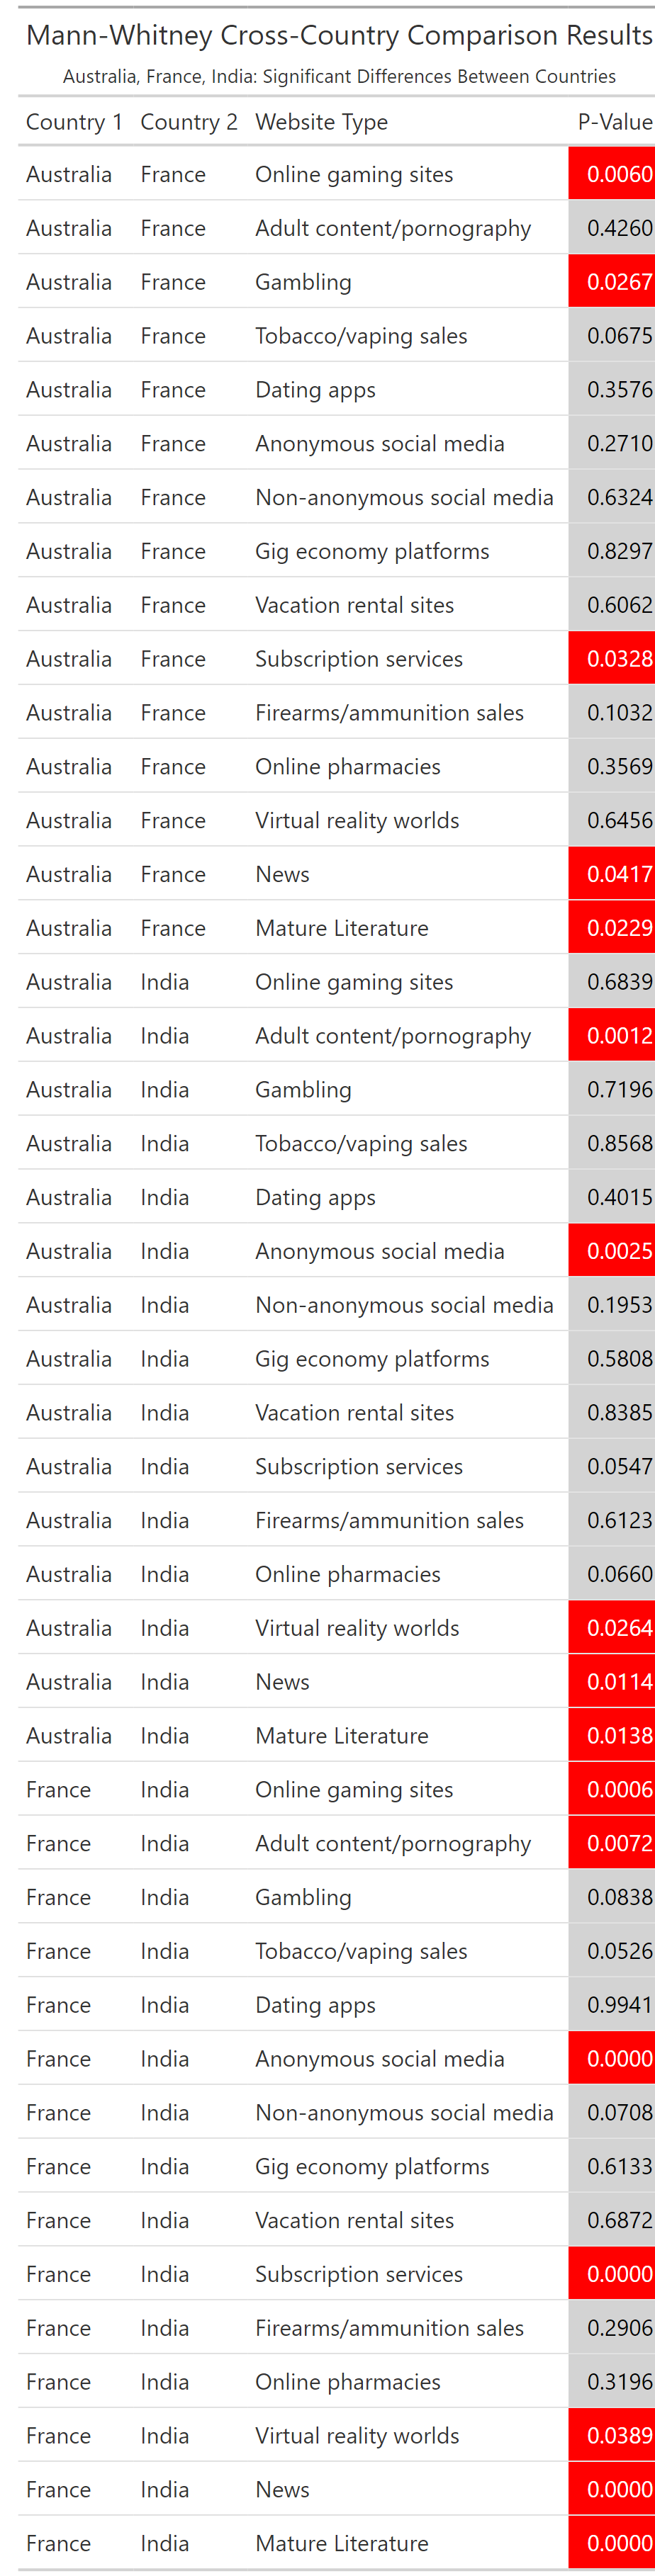 Mann-Whitney Cross-Country Comparison Results
Australia, France, India: Significant Differences Between Countries
Country 1 Country 2 Website Type P-Value
Australia France Online gaming sites 0.0060
Australia France Adult content/pornography 0.4260
Australia France Gambling 0.0267
Australia France Tobacco/vaping sales 0.0675
Australia France Dating apps 0.3576
Australia France Anonymous social media 0.2710
Australia France Non-anonymous social media 0.6324
Australia France Gig economy platforms 0.8297
Australia France Vacation rental sites 0.6062
Australia France Subscription services 0.0328
Australia France Firearms/ammunition sales 0.1032
Australia France Online pharmacies 0.3569
Australia France Virtual reality worlds 0.6456
Australia France News 0.0417
Australia France Mature Literature 0.0229
Australia India Online gaming sites 0.6839
Australia India Adult content/pornography 0.0012
Australia India Gambling 0.7196
Australia India Tobacco/vaping sales 0.8568
Australia India Dating apps 0.4015
Australia India Anonymous social media 0.0025
Australia India Non-anonymous social media 0.1953
Australia India Gig economy platforms 0.5808
Australia India Vacation rental sites 0.8385
Australia India Subscription services 0.0547
Australia India Firearms/ammunition sales 0.6123
Australia India Online pharmacies 0.0660
Australia India Virtual reality worlds 0.0264
Australia India News 0.0114
Australia India Mature Literature 0.0138
France India Online gaming sites 0.0006
France India Adult content/pornography 0.0072
France India Gambling 0.0838
France India Tobacco/vaping sales 0.0526
France India Dating apps 0.9941
France India Anonymous social media 0.0000
France India Non-anonymous social media 0.0708
France India Gig economy platforms 0.6133
France India Vacation rental sites 0.6872
France India Subscription services 0.0000
France India Firearms/ammunition sales 0.2906
France India Online pharmacies 0.3196
France India Virtual reality worlds 0.0389
France India News 0.0000
France India Mature Literature 0.0000